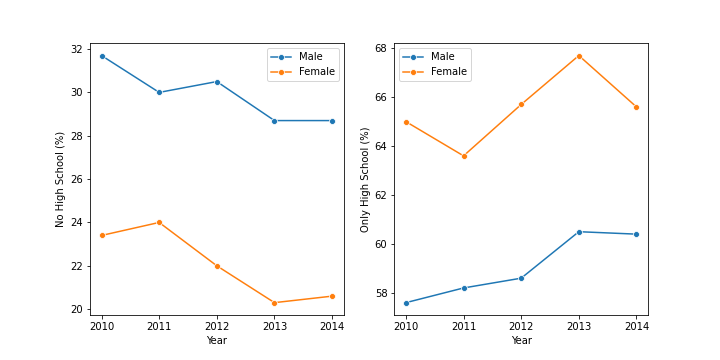 No High School (%)
32
30
28
26
24
22
20
2010 2011 2012 2013 2014
Year
Male
Female
Only High School (%)
68
66
64
62
60
58
2010 2011 2012 2013 2014
Year
Male
Female